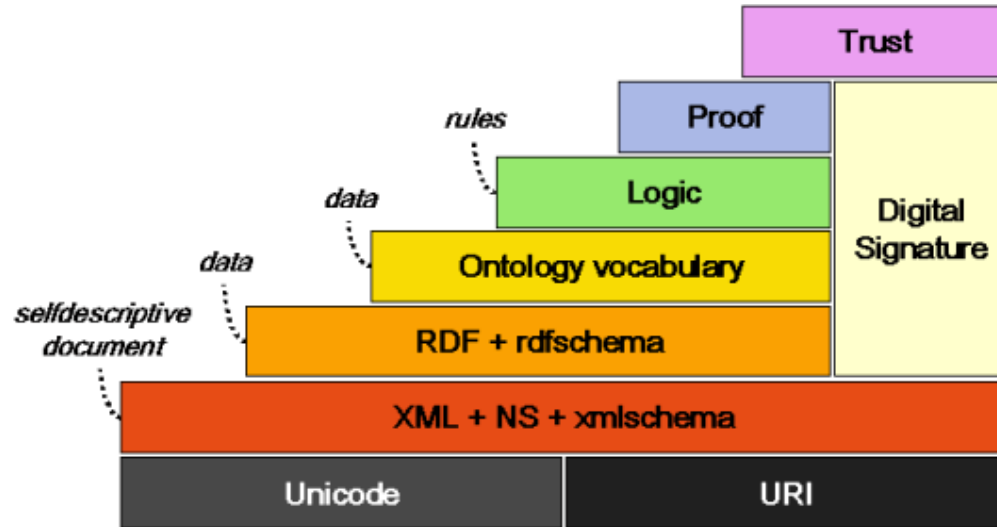 Trust
Proof
rules
Logic
data
Digital
Signature
Ontology vocabulary
data
RDF + rdfschema
selfdescriptive
document
XML + NS + xmlschema
Unicode
URI